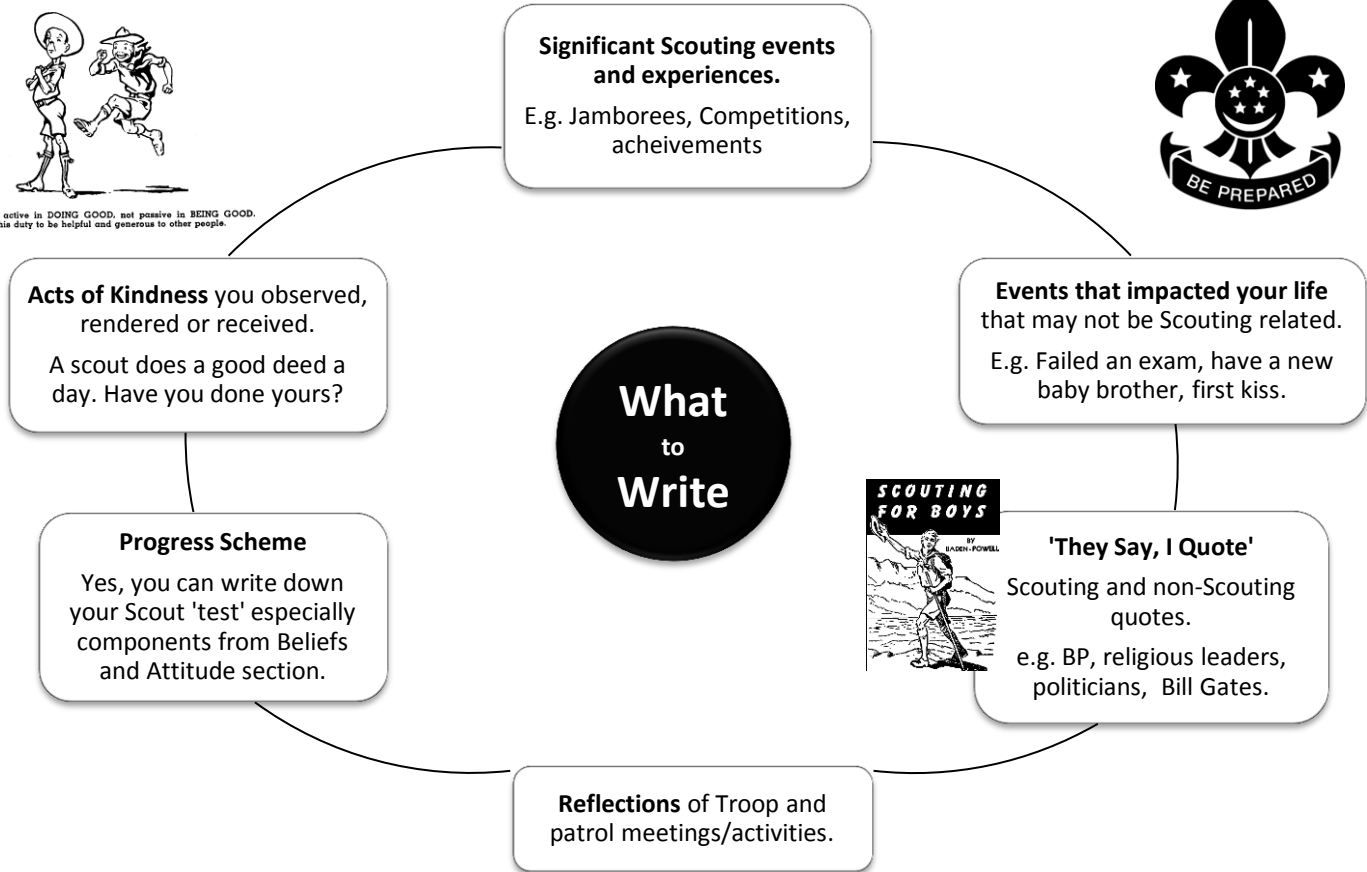 Significant Scouting events
and experiences.
E.g. Jamborees, Competitions,
acheivements
BE PREPARED
active in DOING GOOD, not passive in BEING GOOD.
his duty to be helpful and generous to other people.
Acts of Kindness you observed,
rendered or received.
A scout does a good deed a
day. Have you done yours?
Events that impacted your life
that may not be Scouting related.
E.g. Failed an exam, have a new
baby brother, first kiss.
What
to
Write
SCOUTING
FOR BOYS
BY
BADEN-POWELL
'They Say, I Quote'
Scouting and non-Scouting
quotes.
e.g. BP, religious leaders,
politicians, Bill Gates.
Progress Scheme
Yes, you can write down
your Scout 'test' especially
components from Beliefs
and Attitude section.
Reflections of Troop and
patrol meetings/activities.